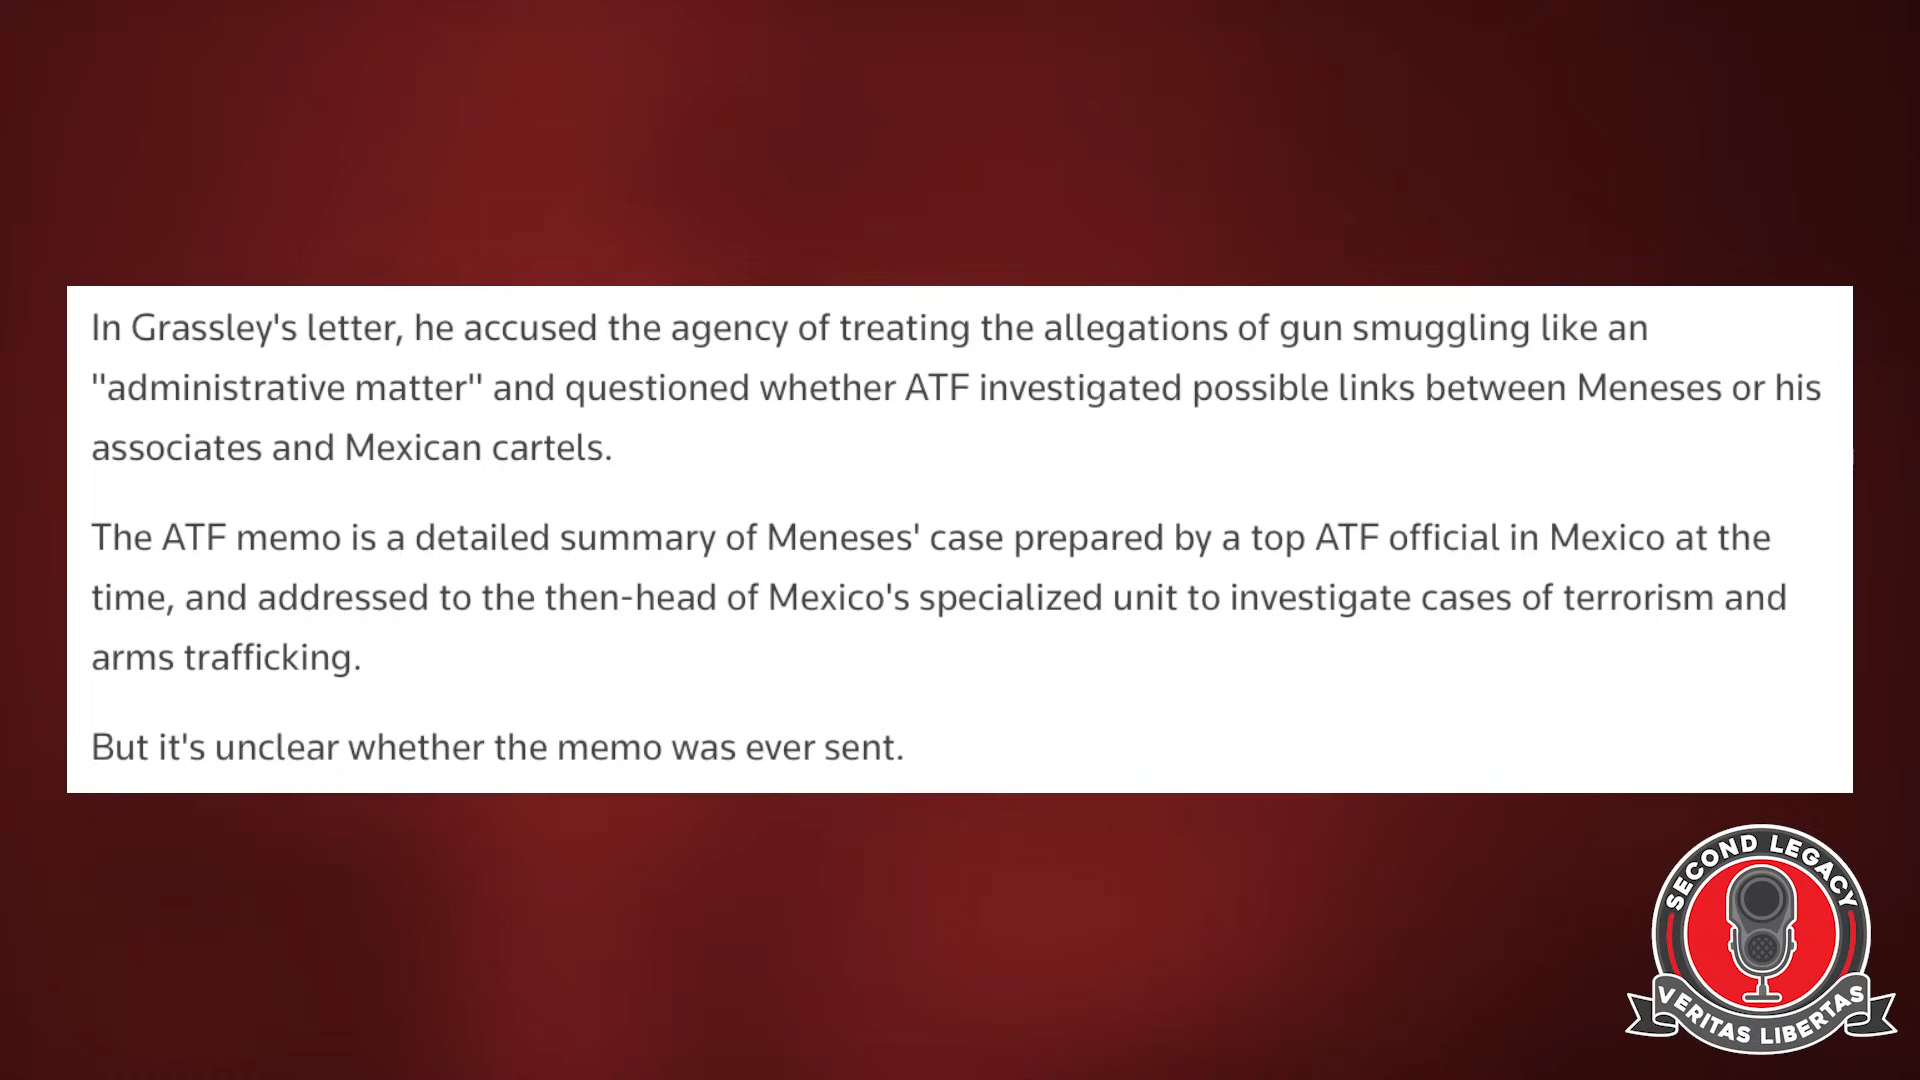 In Grassley's letter, he accused the agency of treating the allegations of gun smuggling like an
"administrative matter" and questioned whether ATF investigated possible links between Meneses or his
associates and Mexican cartels.
The ATF memo is a detailed summary of Meneses' case prepared by a top ATF official in Mexico at the
time, and addressed to the then-head of Mexico's specialized unit to investigate cases of terrorism and
arms trafficking.
But it's unclear whether the memo was ever sent.
SECOND LEGACY
VERITAS LIBERTAS